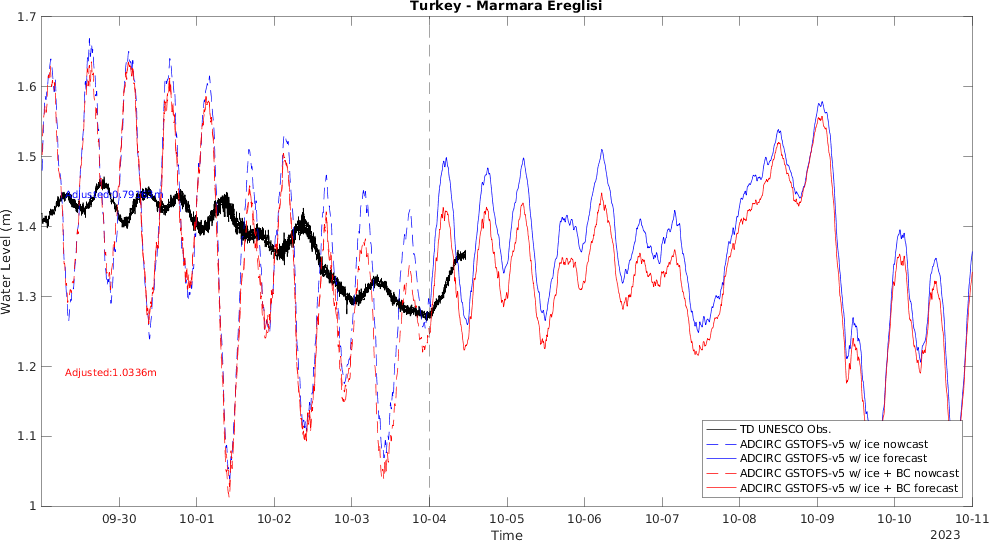 Turkey - Marmara Ereglisi
Water Level (m)
1.7
1.6
1.5
1.4
1.3
1.2
1.1
1
Adjusted:1.0336m
TD UNESCO Obs.
ADCIRC GSTOFS-v5 w/ ice nowcast
ADCIRC GSTOFS-v5 w/ ice forecast
ADCIRC GSTOFS-v5 w/ ice + BC nowcast
ADCIRC GSTOFS-v5 w/ ice + BC forecast
09-30 10-01 10-02 10-03 10-04 10-05 10-06 10-07 10-08 10-09 10-10 10-11
Time
2023